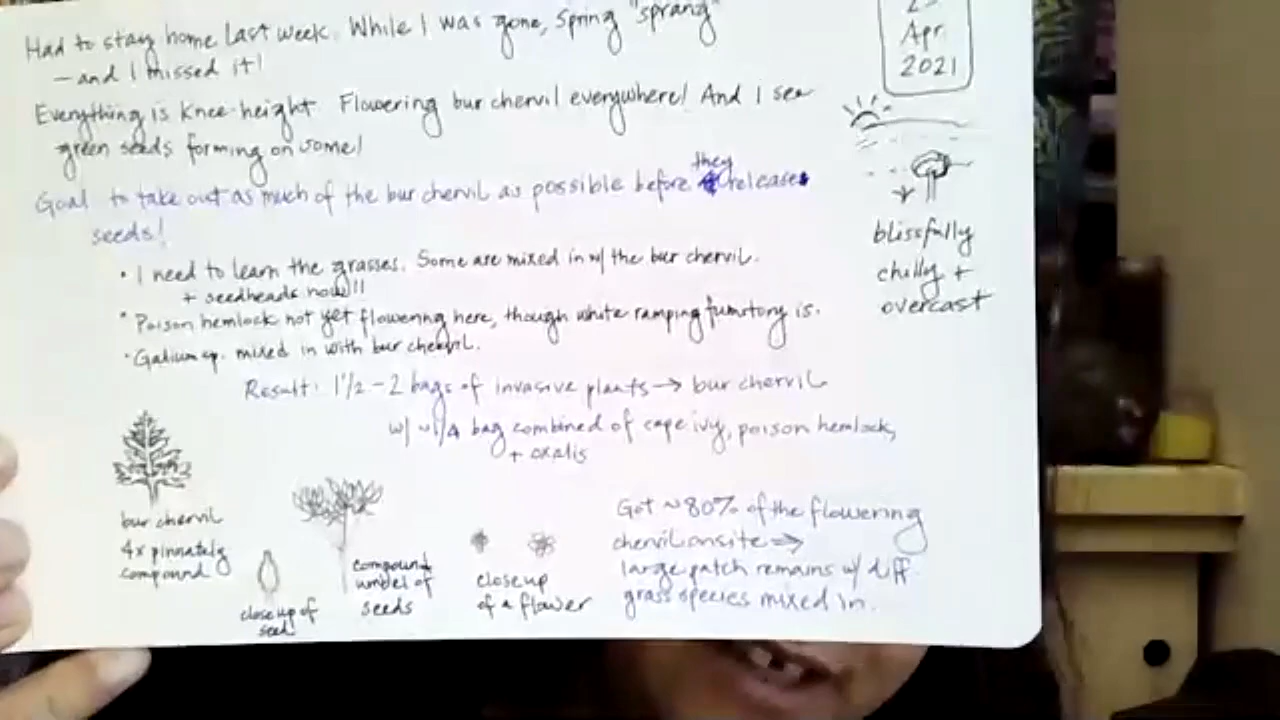 Had to stay home last week. While I was gone, Spring "sprang"
— and I missed it!
Everything is knee-height. Flowering bur chervil everywhere! And I see
green seeds forming on some!
Goal to take out as much of the bur chervil as possible before they release
seeds!
• I need to learn the grasses. Some are mixed in w/ the bur chervil.
+ seedheads now!!!
• Poison hemlock not yet flowering here, though white ramping fumitory is.
• Galium sp. mixed in with bur chervil.
Result: 1 1/2 - 2 bags of invasive plants → bur chervil
w/ ~1/4 bag combined of cape ivy, poison hemlock,
+ oxalis
bur chervil
4x pinnately
compound
close up of
seed
compound
umbel of
seeds
close up
of a flower
Got ~80% of the flowering
chervil onsite ⇒
large patch remains w/ diff.
grass species mixed in.
Apr
2021
blissfully
chilly +
overcast